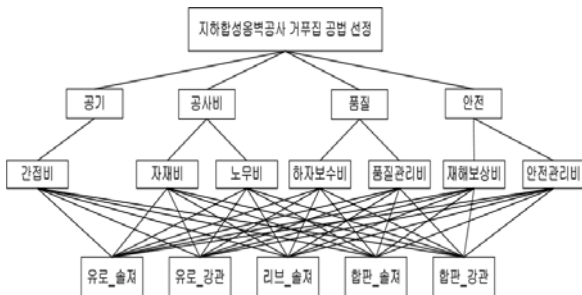 지하합성옹벽공사 거푸집 공법 선정
공기 공사비 품질 안전
간접비 자재비 노무비 하자보수비 품질관리비 재해보상비 안전관리비
유로_솔져 유로_강관 리브_솔져 합판_솔져 합판_강관